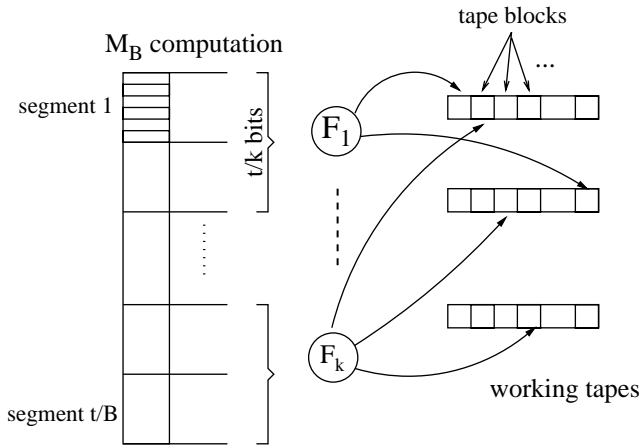 tape blocks
M_B computation
...
segment 1
t/k bits
F_1
F_k
working tapes
segment t/B